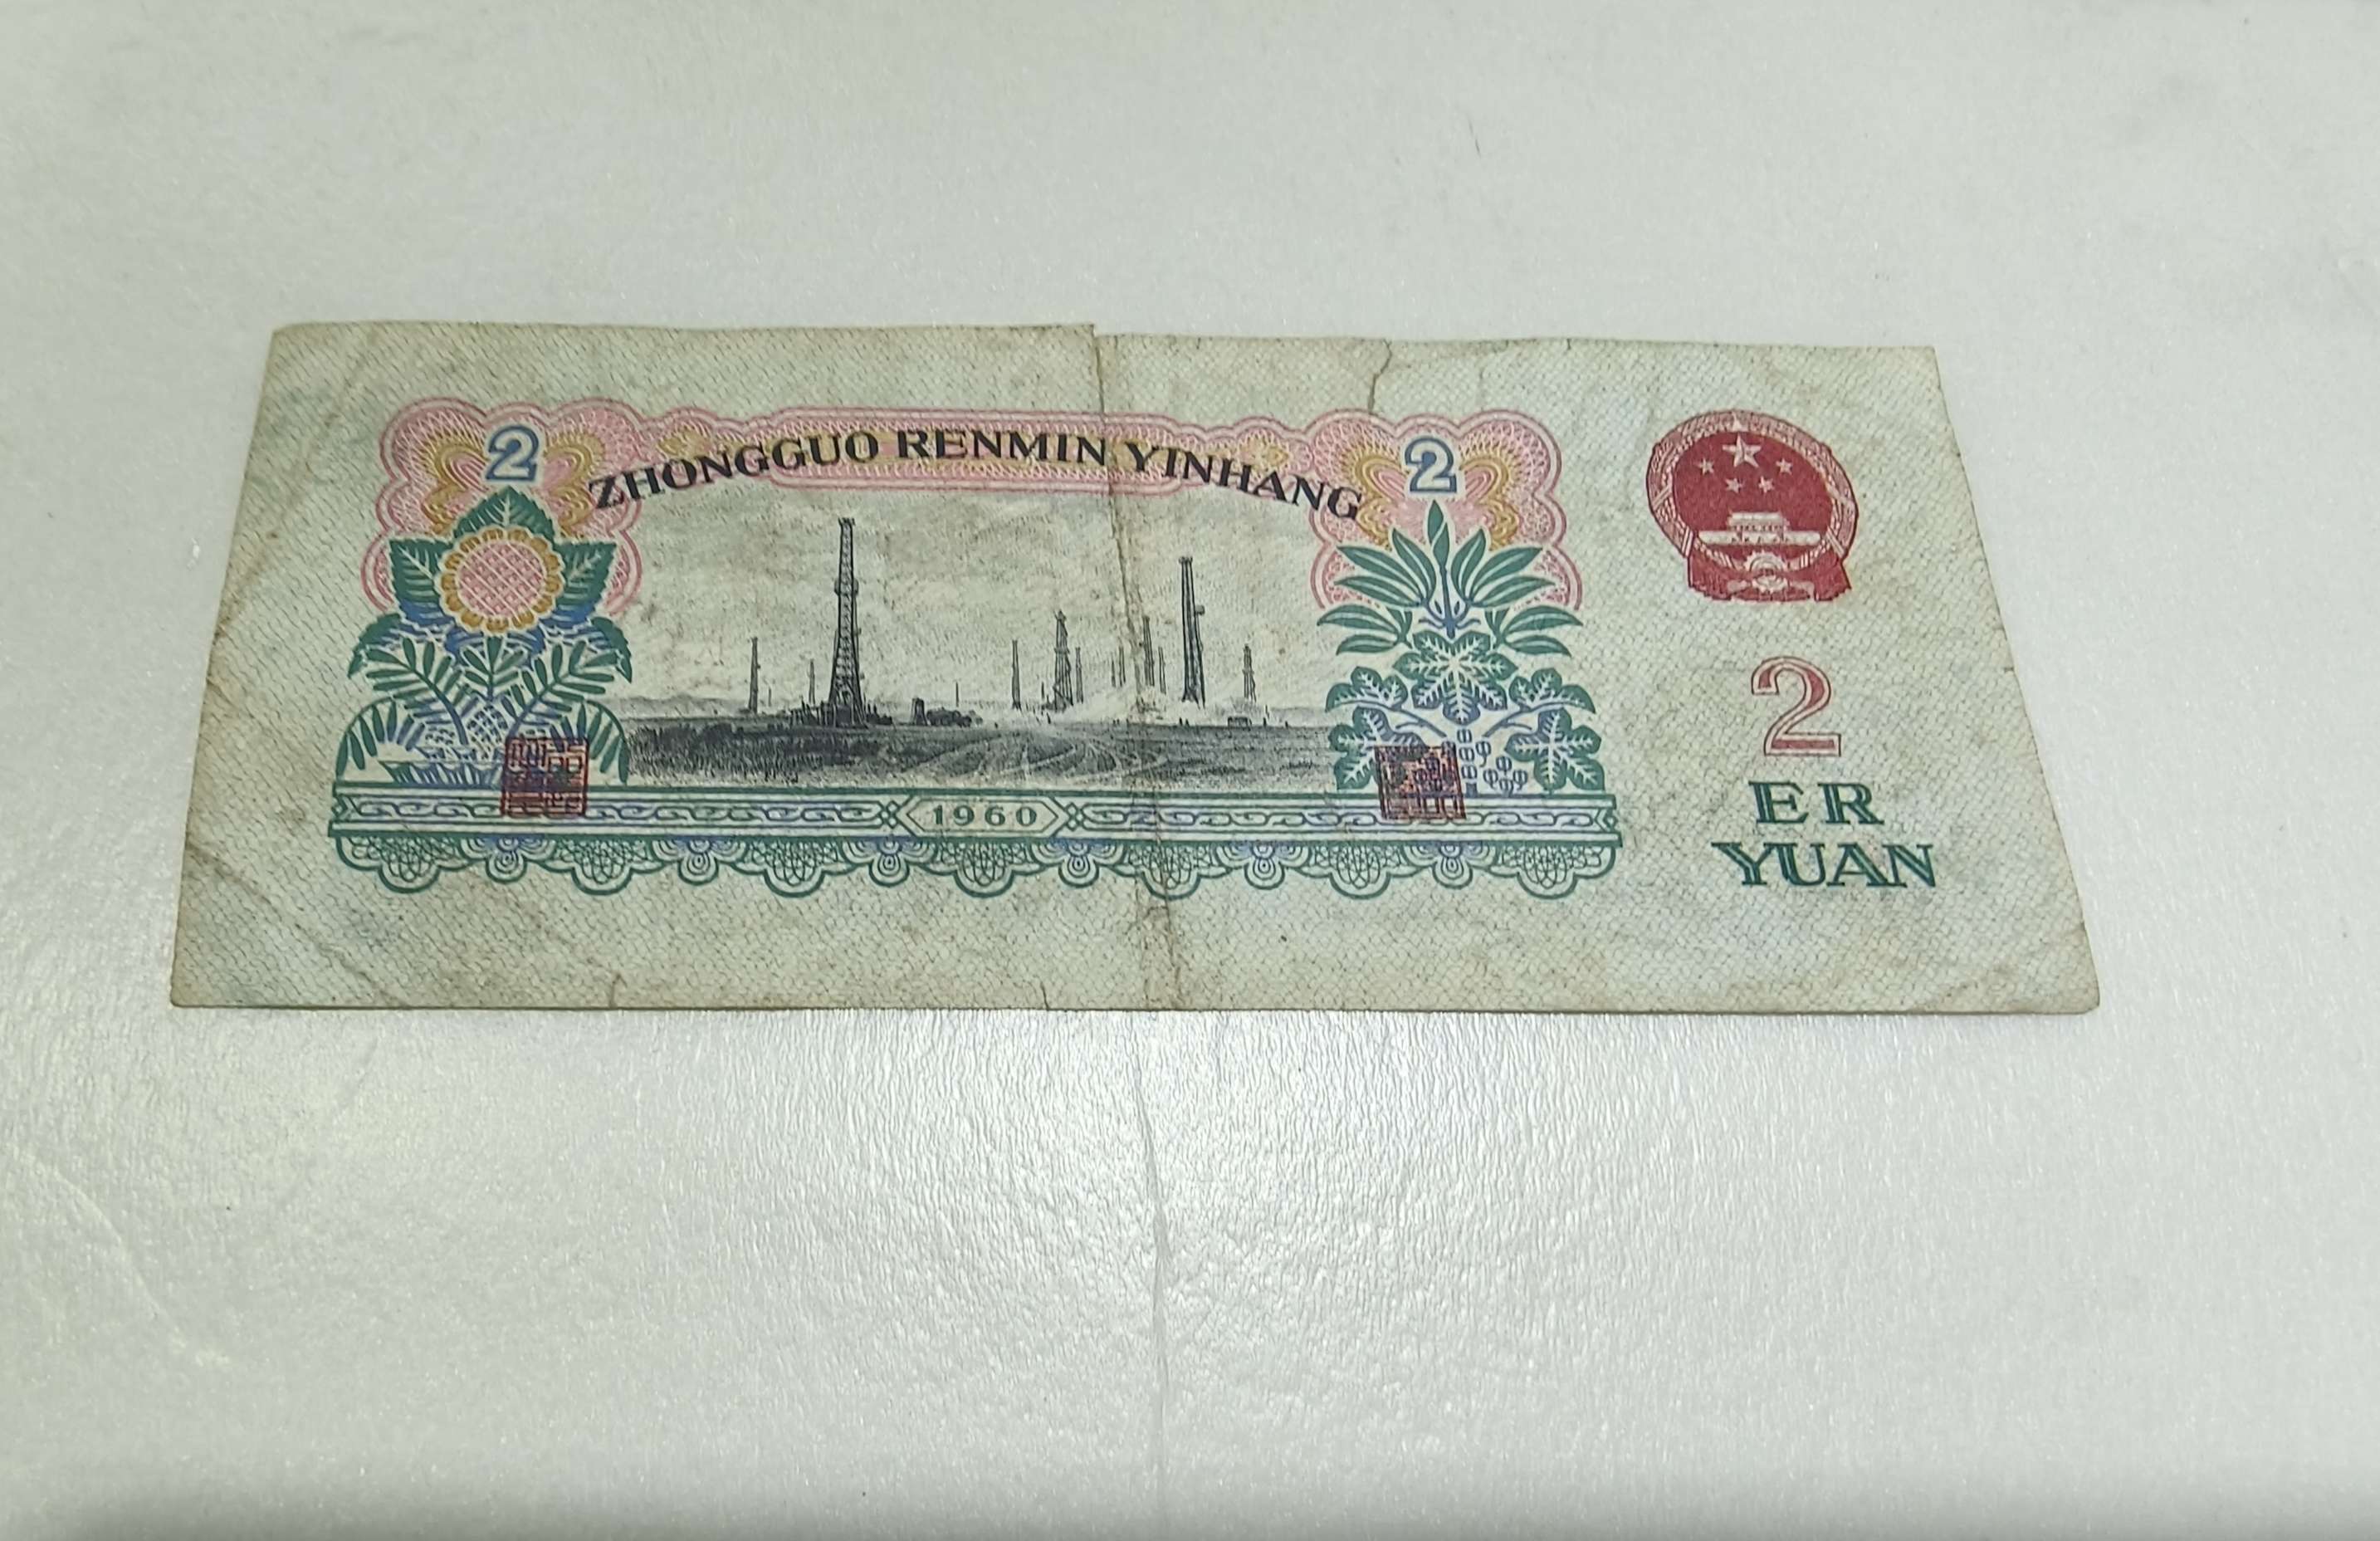 2
ZHONGGUO RENMIN YINHANG
2
1960
2
ER
YUAN